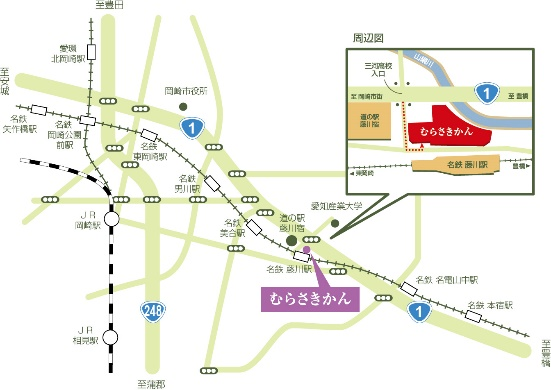 至豊田
愛環
北岡崎駅
至安城
岡崎市役所
1
名鉄
矢作橋駅
名鉄
岡崎公園
前駅
名鉄
東岡崎駅
名鉄
男川駅
名鉄
美合駅
JR
岡崎駅
248
JR
相見駅
至蒲郡
愛知産業大学
道の駅
藤川宿
名鉄 藤川駅
むらさきかん
名鉄 名電山中駅
1
名鉄 本宿駅
至豊橋
周辺図
三河高校
入口
山綱川
至 岡崎市街
1
至 豊橋
道の駅
藤川宿
むらさきかん
名鉄 藤川駅
東岡崎
豊橋